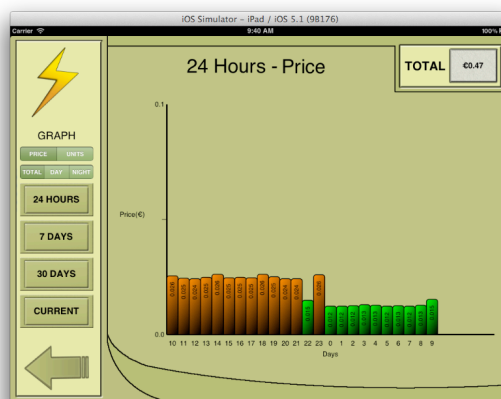 iOS Simulator - iPad / iOS 5.1 (9B176)
Carrier 9:40 AM 100%
24 Hours - Price
TOTAL €0.47
GRAPH
PRICE UNITS
TOTAL DAY NIGHT
24 HOURS
7 DAYS
30 DAYS
CURRENT
0.1
Price(€)
0.0
10 11 12 13 14 15 16 17 18 19 20 21 22 23 0 1 2 3 4 5 6 7 8 9
Days